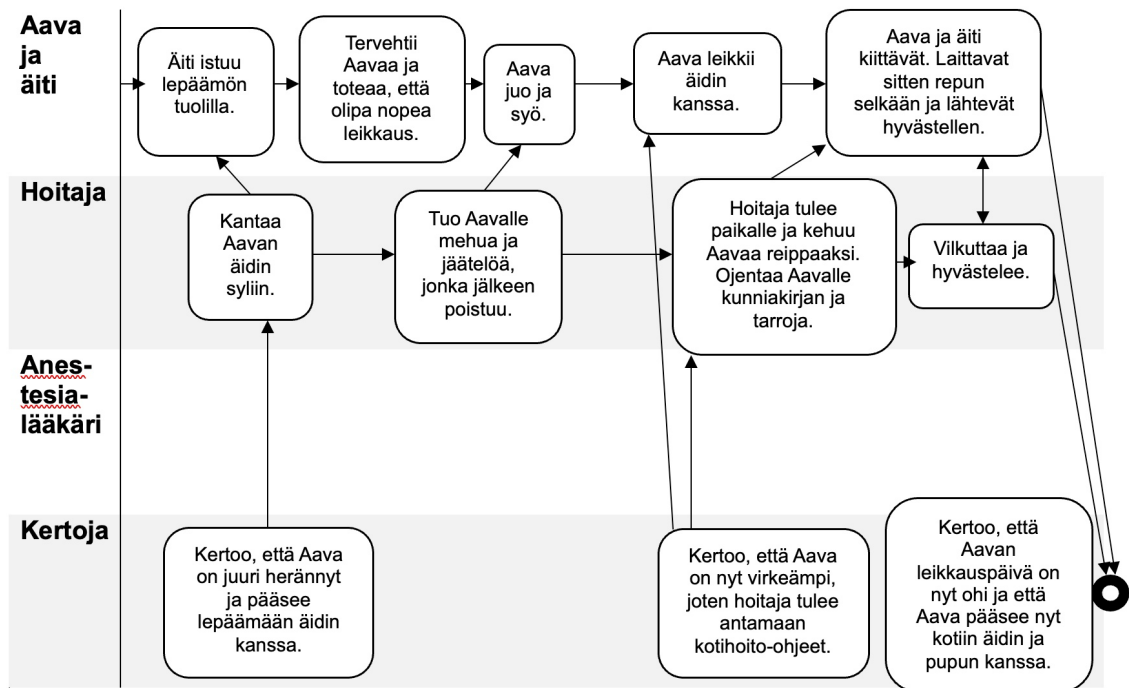 Aava
ja
äiti
Äiti istuu
lepäämön
tuolilla.
Tervehtii
Aavaa ja
toteaa, että
olipa nopea
leikkaus.
Aava
juo ja
syö.
Aava leikkii
äidin
kanssa.
Aava ja äiti
kiittävät. Laittavat
sitten repun
selkään ja lähtevät
hyvästellen.
Hoitaja
Kantaa
Aavan
äidin
syliin.
Tuo Aavalle
mehua ja
jäätelöä,
jonka jälkeen
poistuu.
Hoitaja tulee
paikalle ja kehuu
Aavaa reippaaksi.
Ojentaa Aavalle
kunniakirjan ja
tarroja.
Vilkuttaa ja
hyvästelee.
Anes-
tesia-
lääkäri
Kertoja
Kertoo, että Aava
on juuri herännyt
ja pääsee
lepäämään äidin
kanssa.
Kertoo, että Aava
on nyt virkeämpi,
joten hoitaja tulee
antamaan
kotihoito-ohjeet.
Kertoo, että
Aavan
leikkauspäivä on
nyt ohi ja että
Aava pääsee nyt
kotiin äidin ja
pupun kanssa.